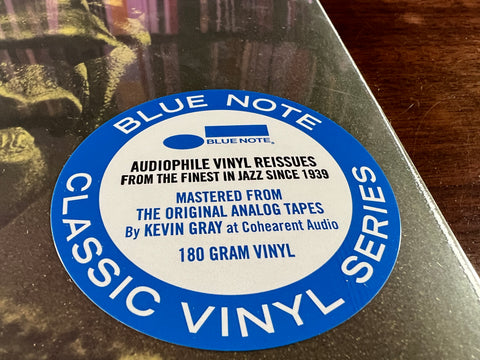 BLUE NOTE
BLUE NOTE®
AUDIOPHILE VINYL REISSUES
FROM THE FINEST IN JAZZ SINCE 1939
MASTERED FROM
THE ORIGINAL ANALOG TAPES
By KEVIN GRAY at Cohearent Audio
180 GRAM VINYL
CLASSIC VINYL SERIES